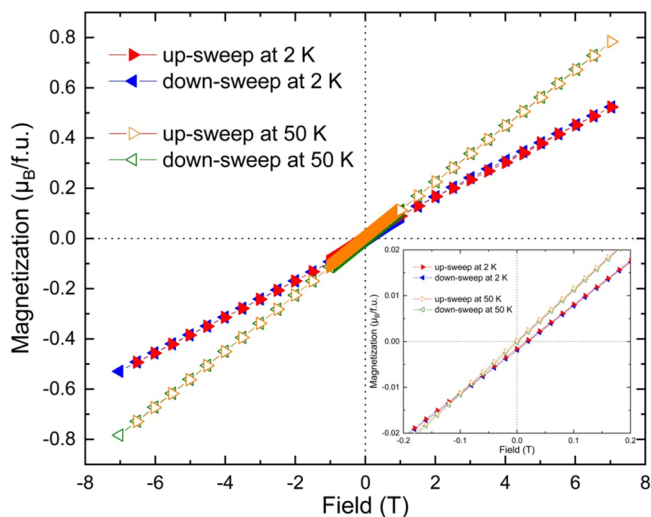 0.8
0.6
0.4
0.2
0.0
-0.2
-0.4
-0.6
-0.8
Magnetization (μB/f.u.)
up-sweep at 2 K
down-sweep at 2 K
up-sweep at 50 K
down-sweep at 50 K
0.02
0.01
0.00
-0.01
-0.02
Magnetization (μB/f.u.)
up-sweep at 2 K
down-sweep at 2 K
up-sweep at 50 K
down-sweep at 50 K
-0.2 -0.1 0.0 0.1 0.2
Field (T)
-8 -6 -4 -2 0 2 4 6 8
Field (T)